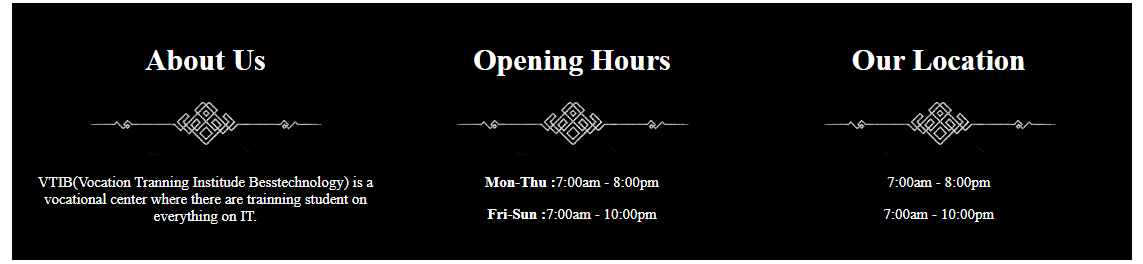 About Us
VTIB(Vocation Tranning Institude Besstechnology) is a
vocational center where there are trainning student on
everything on IT.
Opening Hours
Mon-Thu :7:00am - 8:00pm
Fri-Sun :7:00am - 10:00pm
Our Location
7:00am - 8:00pm
7:00am - 10:00pm